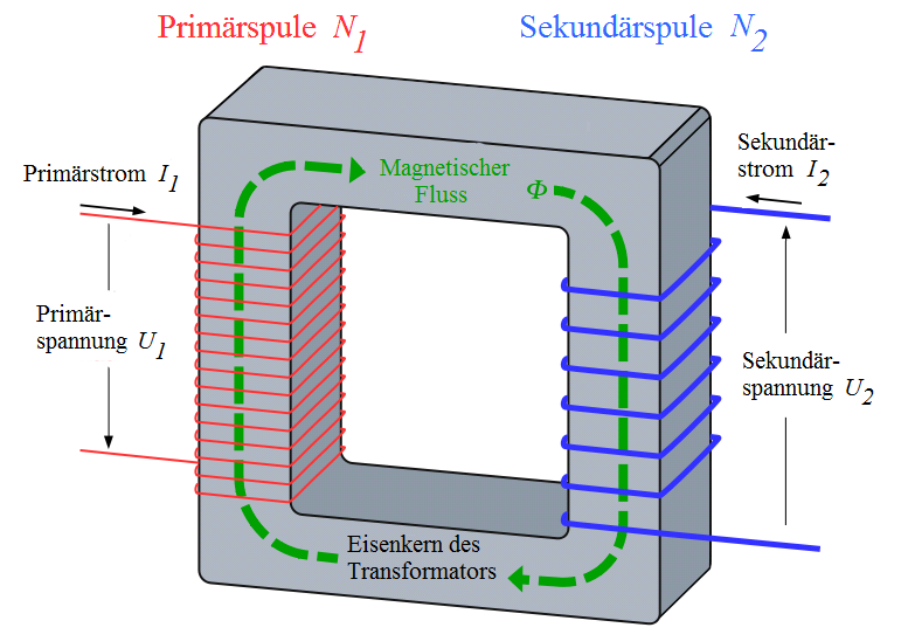 Primärspule N1
Sekundärspule N2
Sekundär-
strom I2
Primärstrom I1
Magnetischer
Fluss
Φ
Primär-
spannung U1
Sekundär-
spannung U2
Eisenkern des
Transformators